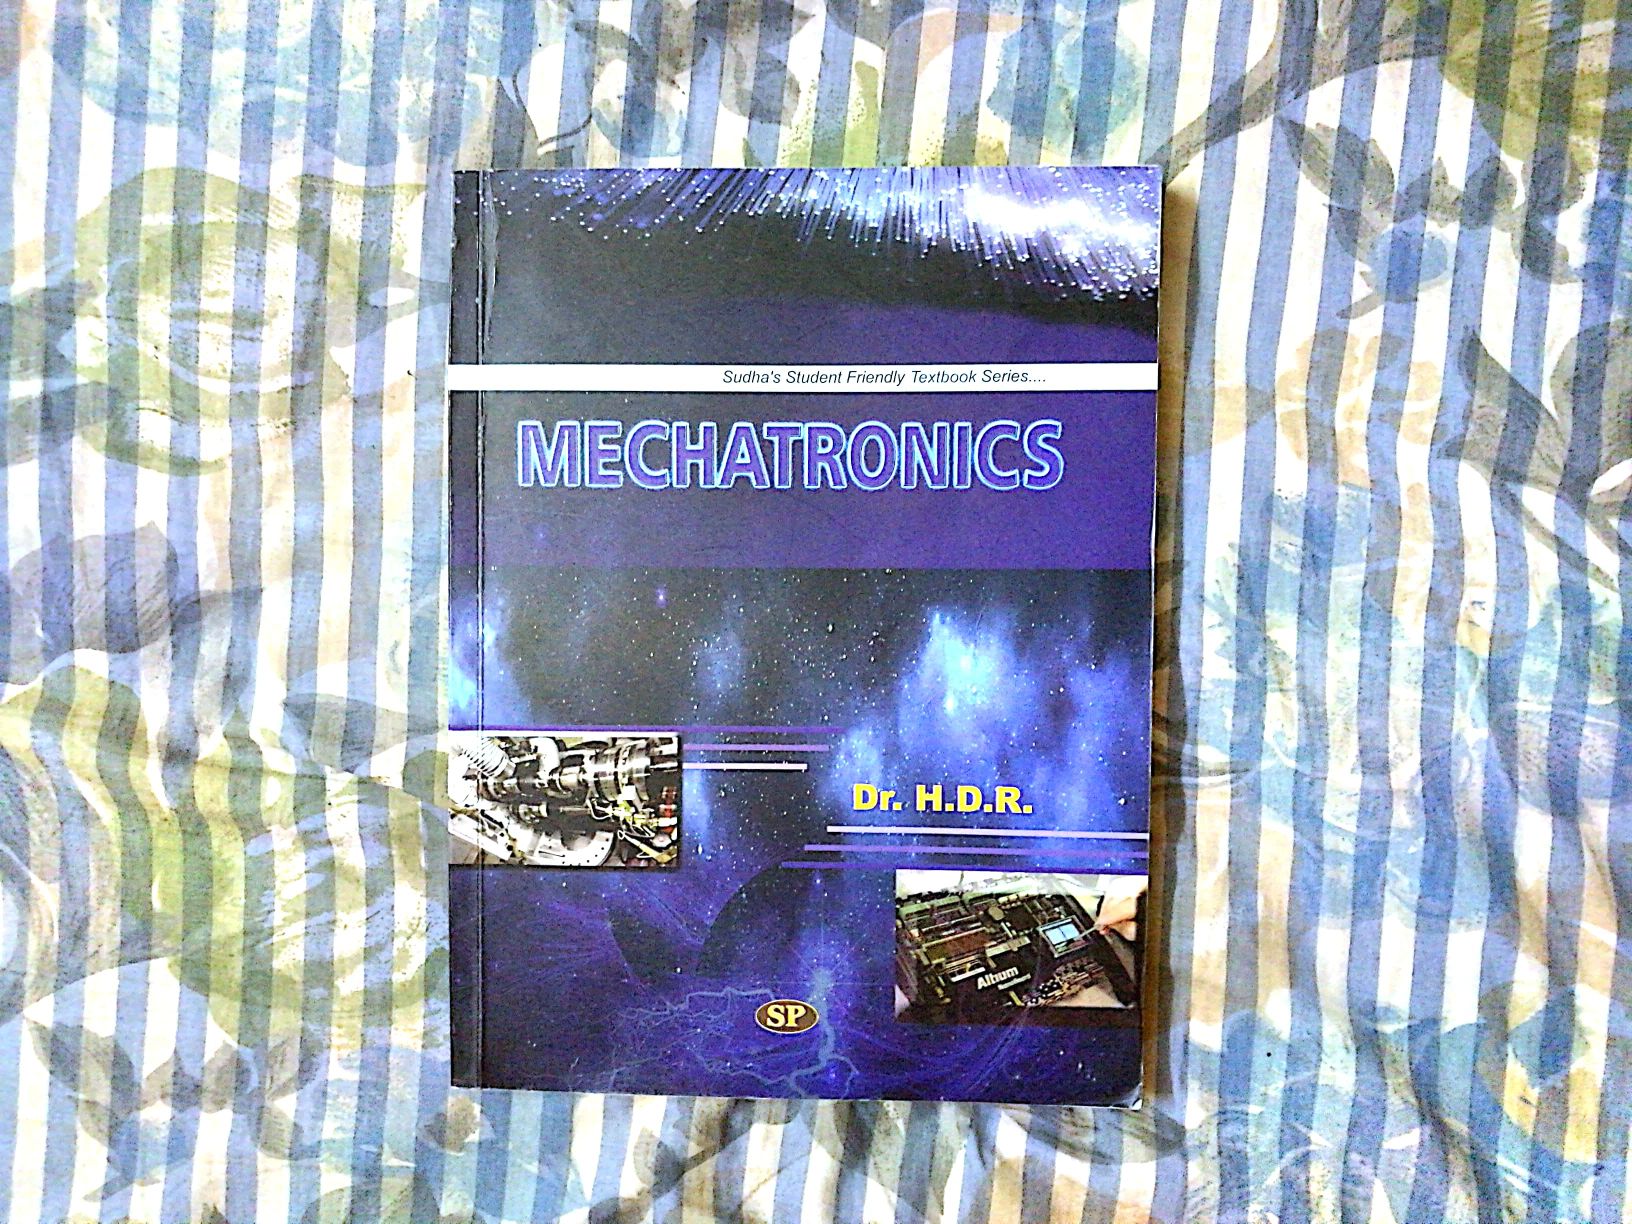 Sudha's Student Friendly Textbook Series....
MECHATRONICS
Dr. H.D.R.
Album
SP